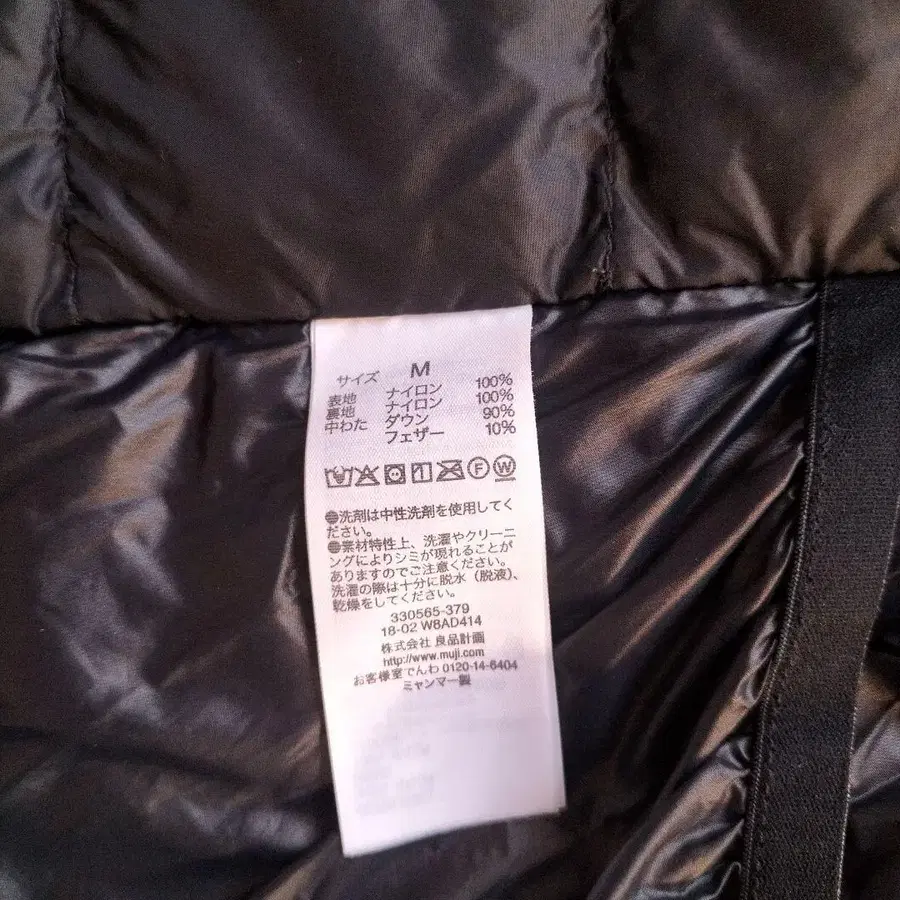 サイズ M
表地 ナイロン 100%
裏地 ナイロン 100%
中わた ダウン 90%
フェザー 10%
●洗剤は中性洗剤を使用してく
ださい。
●素材特性上、洗濯やクリーニ
ングによりシミが現れることが
ありますのでご注意ください。
洗濯の際は十分に脱水（脱液）、
乾燥をしてください。
330565-379
18-02 W8AD414
株式会社 良品計画
http://www.muji.com
お客様室でんわ 0120-14-6404
ミャンマー製